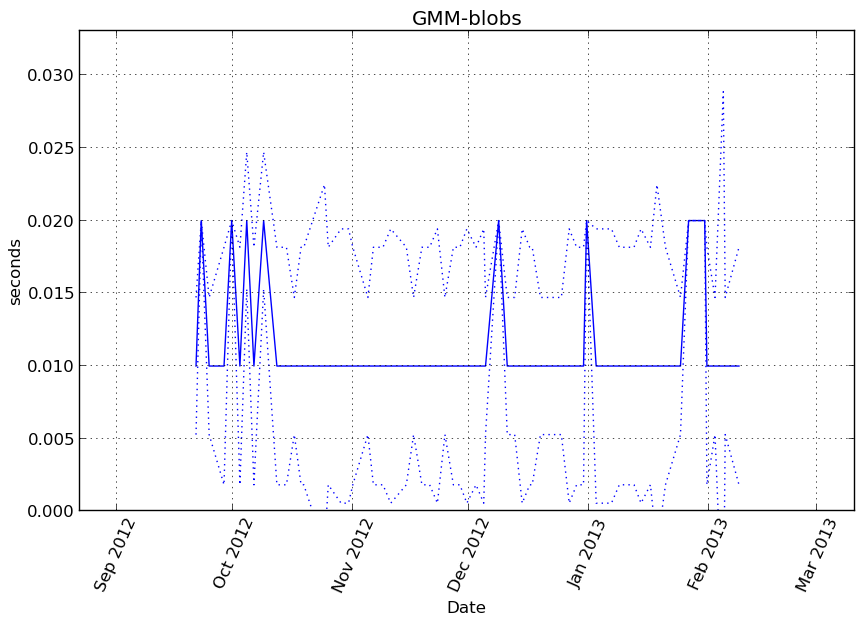 GMM-blobs
0.030
0.025
0.020
0.015
0.010
0.005
0.000
seconds
Sep 2012
Oct 2012
Nov 2012
Dec 2012
Jan 2013
Feb 2013
Mar 2013
Date